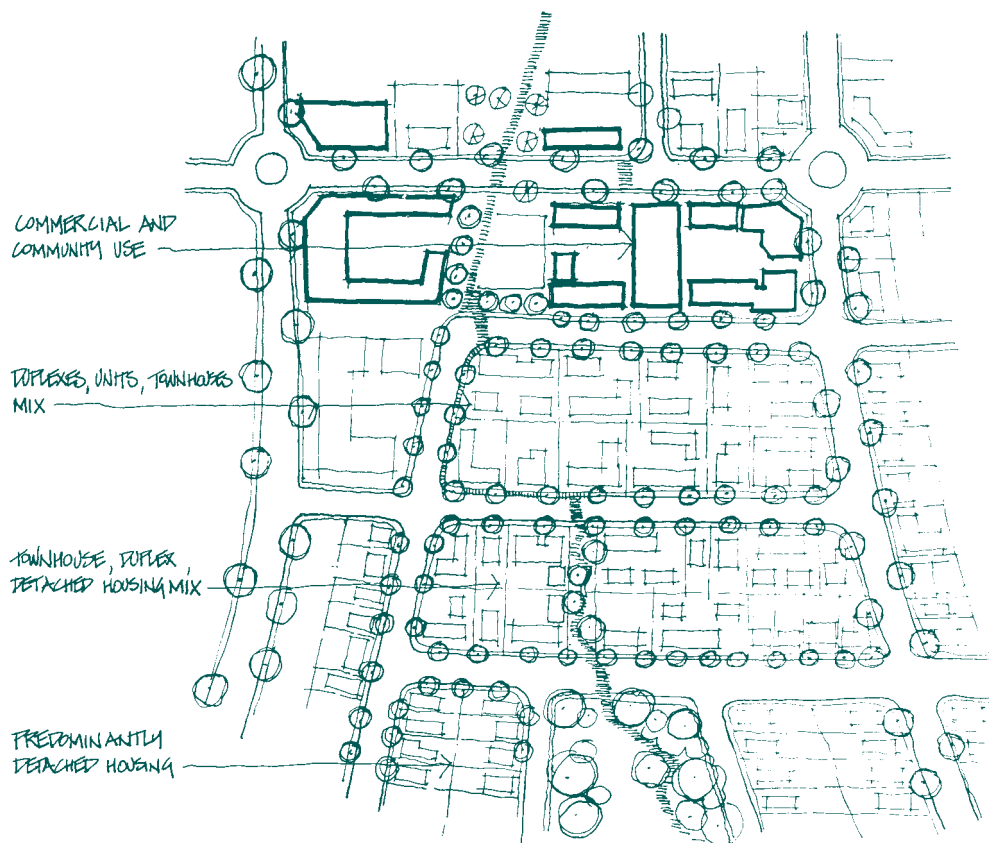 COMMERCIAL AND
COMMUNITY USE
DUPLEXES, UNITS, TOWNHOUSES
MIX
TOWNHOUSE, DUPLEX,
DETACHED HOUSING MIX
PREDOMINANTLY
DETACHED HOUSING